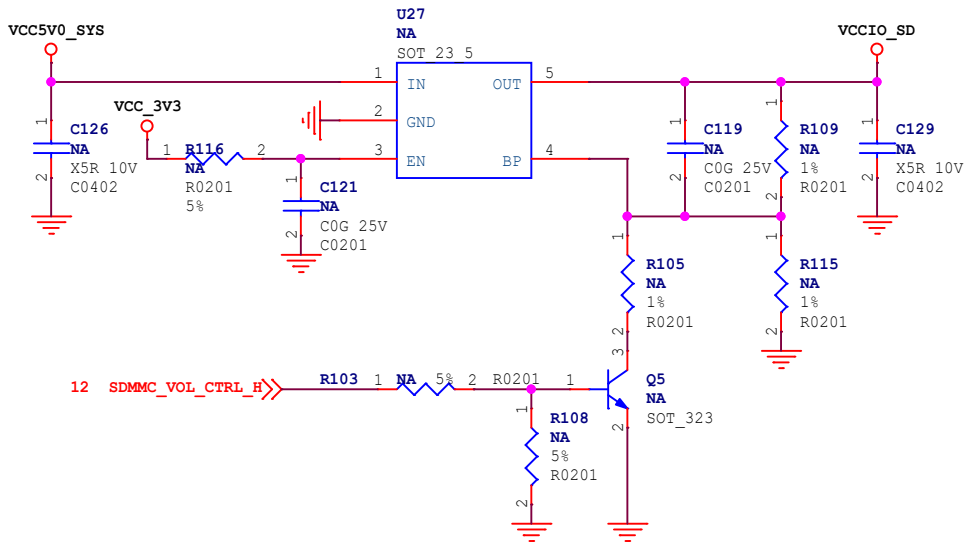 U27
NA
SOT_23_5
VCC5V0_SYS
VCCIO_SD
1
IN
OUT
5
2
GND
VCC_3V3
3
EN
BP
4
1
C126
NA
X5R 10V
C0402
2
1
R116
2
NA
R0201
5%
1
C121
NA
C0G 25V
C0201
2
1
C119
NA
C0G 25V
C0201
2
1
R109
NA
1%
R0201
2
1
C129
NA
X5R 10V
C0402
2
1
R105
NA
1%
R0201
2
1
R115
NA
1%
R0201
2
12 SDMMC_VOL_CTRL_H
R103 1 NA 5% 2 R0201
1
3
Q5
NA
SOT_323
2
1
R108
NA
5%
R0201
2